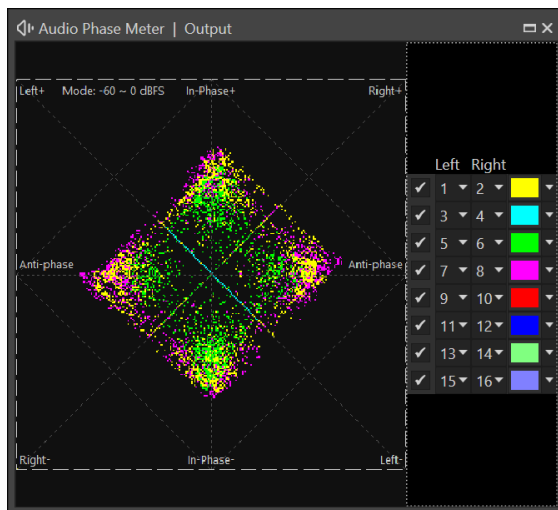 Audio Phase Meter | Output
Left+ Mode: -60 ~ 0 dBFS In-Phase+ Right+
Anti-phase Anti-phase
Right- In-Phase- Left-
Left Right
1 2
3 4
5 6
7 8
9 10
11 12
13 14
15 16